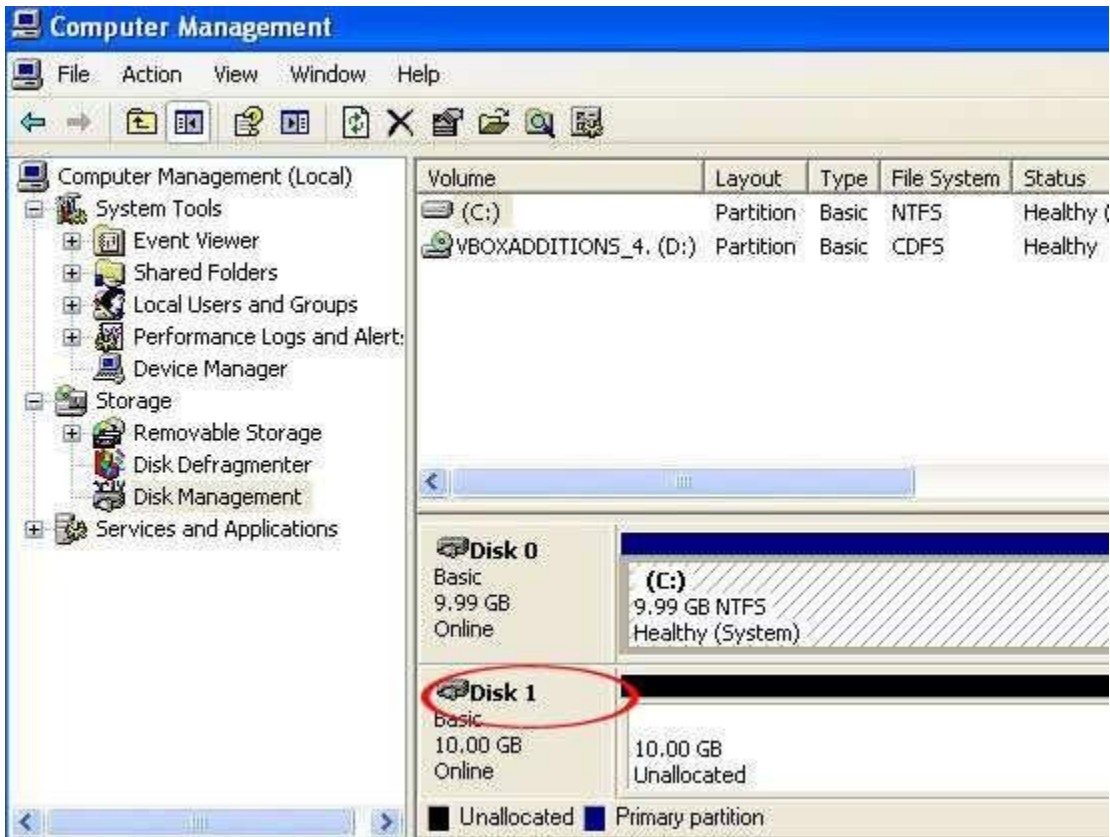 Computer Management
File Action View Window Help
Computer Management (Local)
System Tools
Event Viewer
Shared Folders
Local Users and Groups
Performance Logs and Alert
Device Manager
Storage
Removable Storage
Disk Defragmenter
Disk Management
Services and Applications
Volume Layout Type File System Status
(C:) Partition Basic NTFS Healthy (
VBOXADDITIONS_4. (D:) Partition Basic CDFS Healthy
Disk 0
Basic
9.99 GB
Online
(C:)
9.99 GB NTFS
Healthy (System)
Disk 1
Basic
10.00 GB
Online
10.00 GB
Unallocated
Unallocated Primary partition